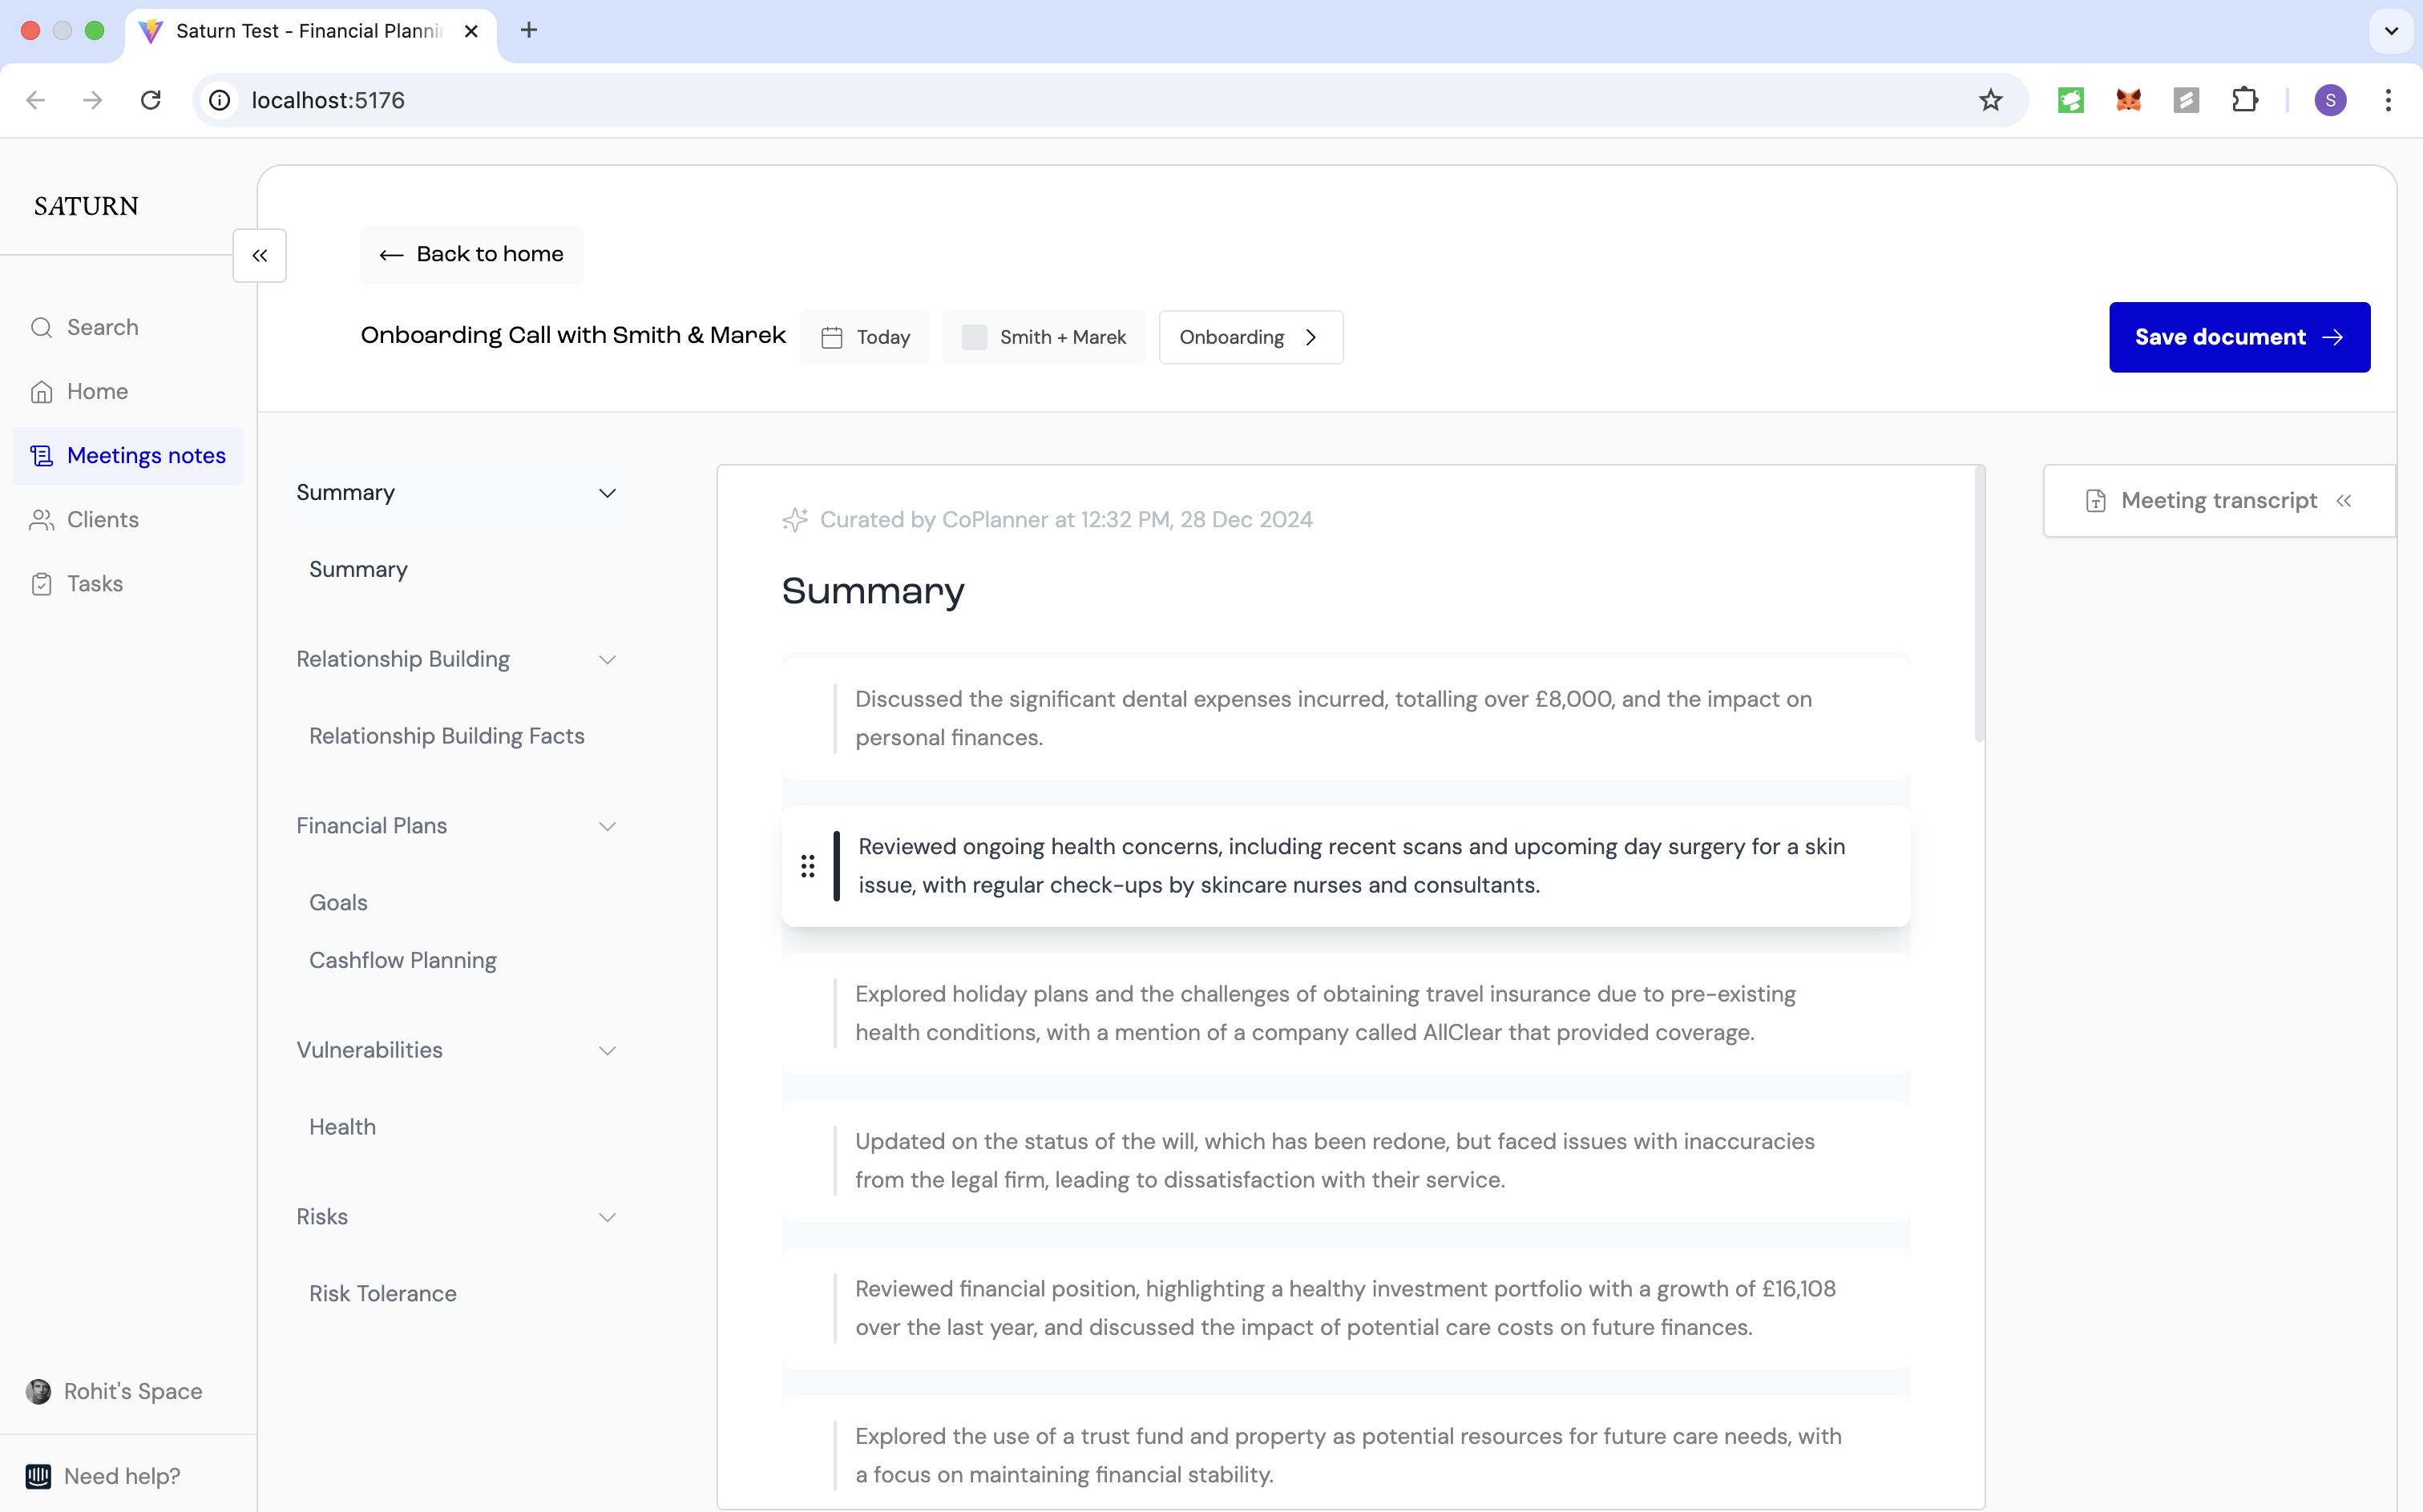 Saturn Test - Financial Plannin
localhost:5176
S
SATURN
Search
Home
Meetings notes
Clients
Tasks
Rohit's Space
Need help?
Back to home
Onboarding Call with Smith & Marek
Today
Smith + Marek
Onboarding
Save document
Summary
Summary
Relationship Building
Relationship Building Facts
Financial Plans
Goals
Cashflow Planning
Vulnerabilities
Health
Risks
Risk Tolerance
Curated by CoPlanner at 12:32 PM, 28 Dec 2024
Summary
Discussed the significant dental expenses incurred, totalling over £8,000, and the impact on
personal finances.
Reviewed ongoing health concerns, including recent scans and upcoming day surgery for a skin
issue, with regular check-ups by skincare nurses and consultants.
Explored holiday plans and the challenges of obtaining travel insurance due to pre-existing
health conditions, with a mention of a company called AllClear that provided coverage.
Updated on the status of the will, which has been redone, but faced issues with inaccuracies
from the legal firm, leading to dissatisfaction with their service.
Reviewed financial position, highlighting a healthy investment portfolio with a growth of £16,108
over the last year, and discussed the impact of potential care costs on future finances.
Explored the use of a trust fund and property as potential resources for future care needs, with
a focus on maintaining financial stability.
Meeting transcript